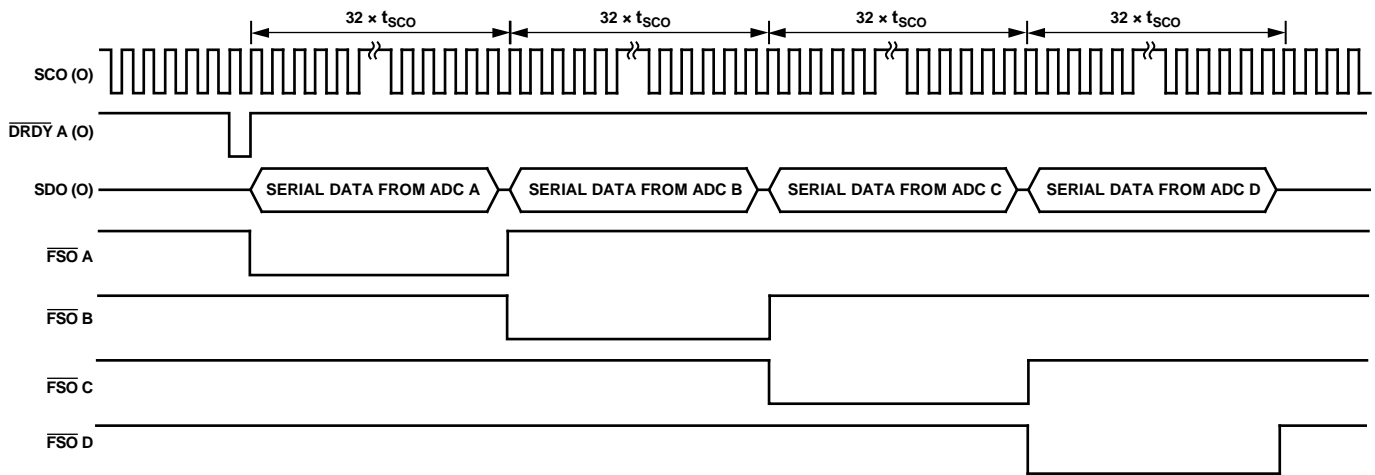 32 × tSCO 32 × tSCO 32 × tSCO 32 × tSCO
SCO (O)
DRDY A (O)
SDO (O) SERIAL DATA FROM ADC A SERIAL DATA FROM ADC B SERIAL DATA FROM ADC C SERIAL DATA FROM ADC D
FSO A
FSO B
FSO C
FSO D